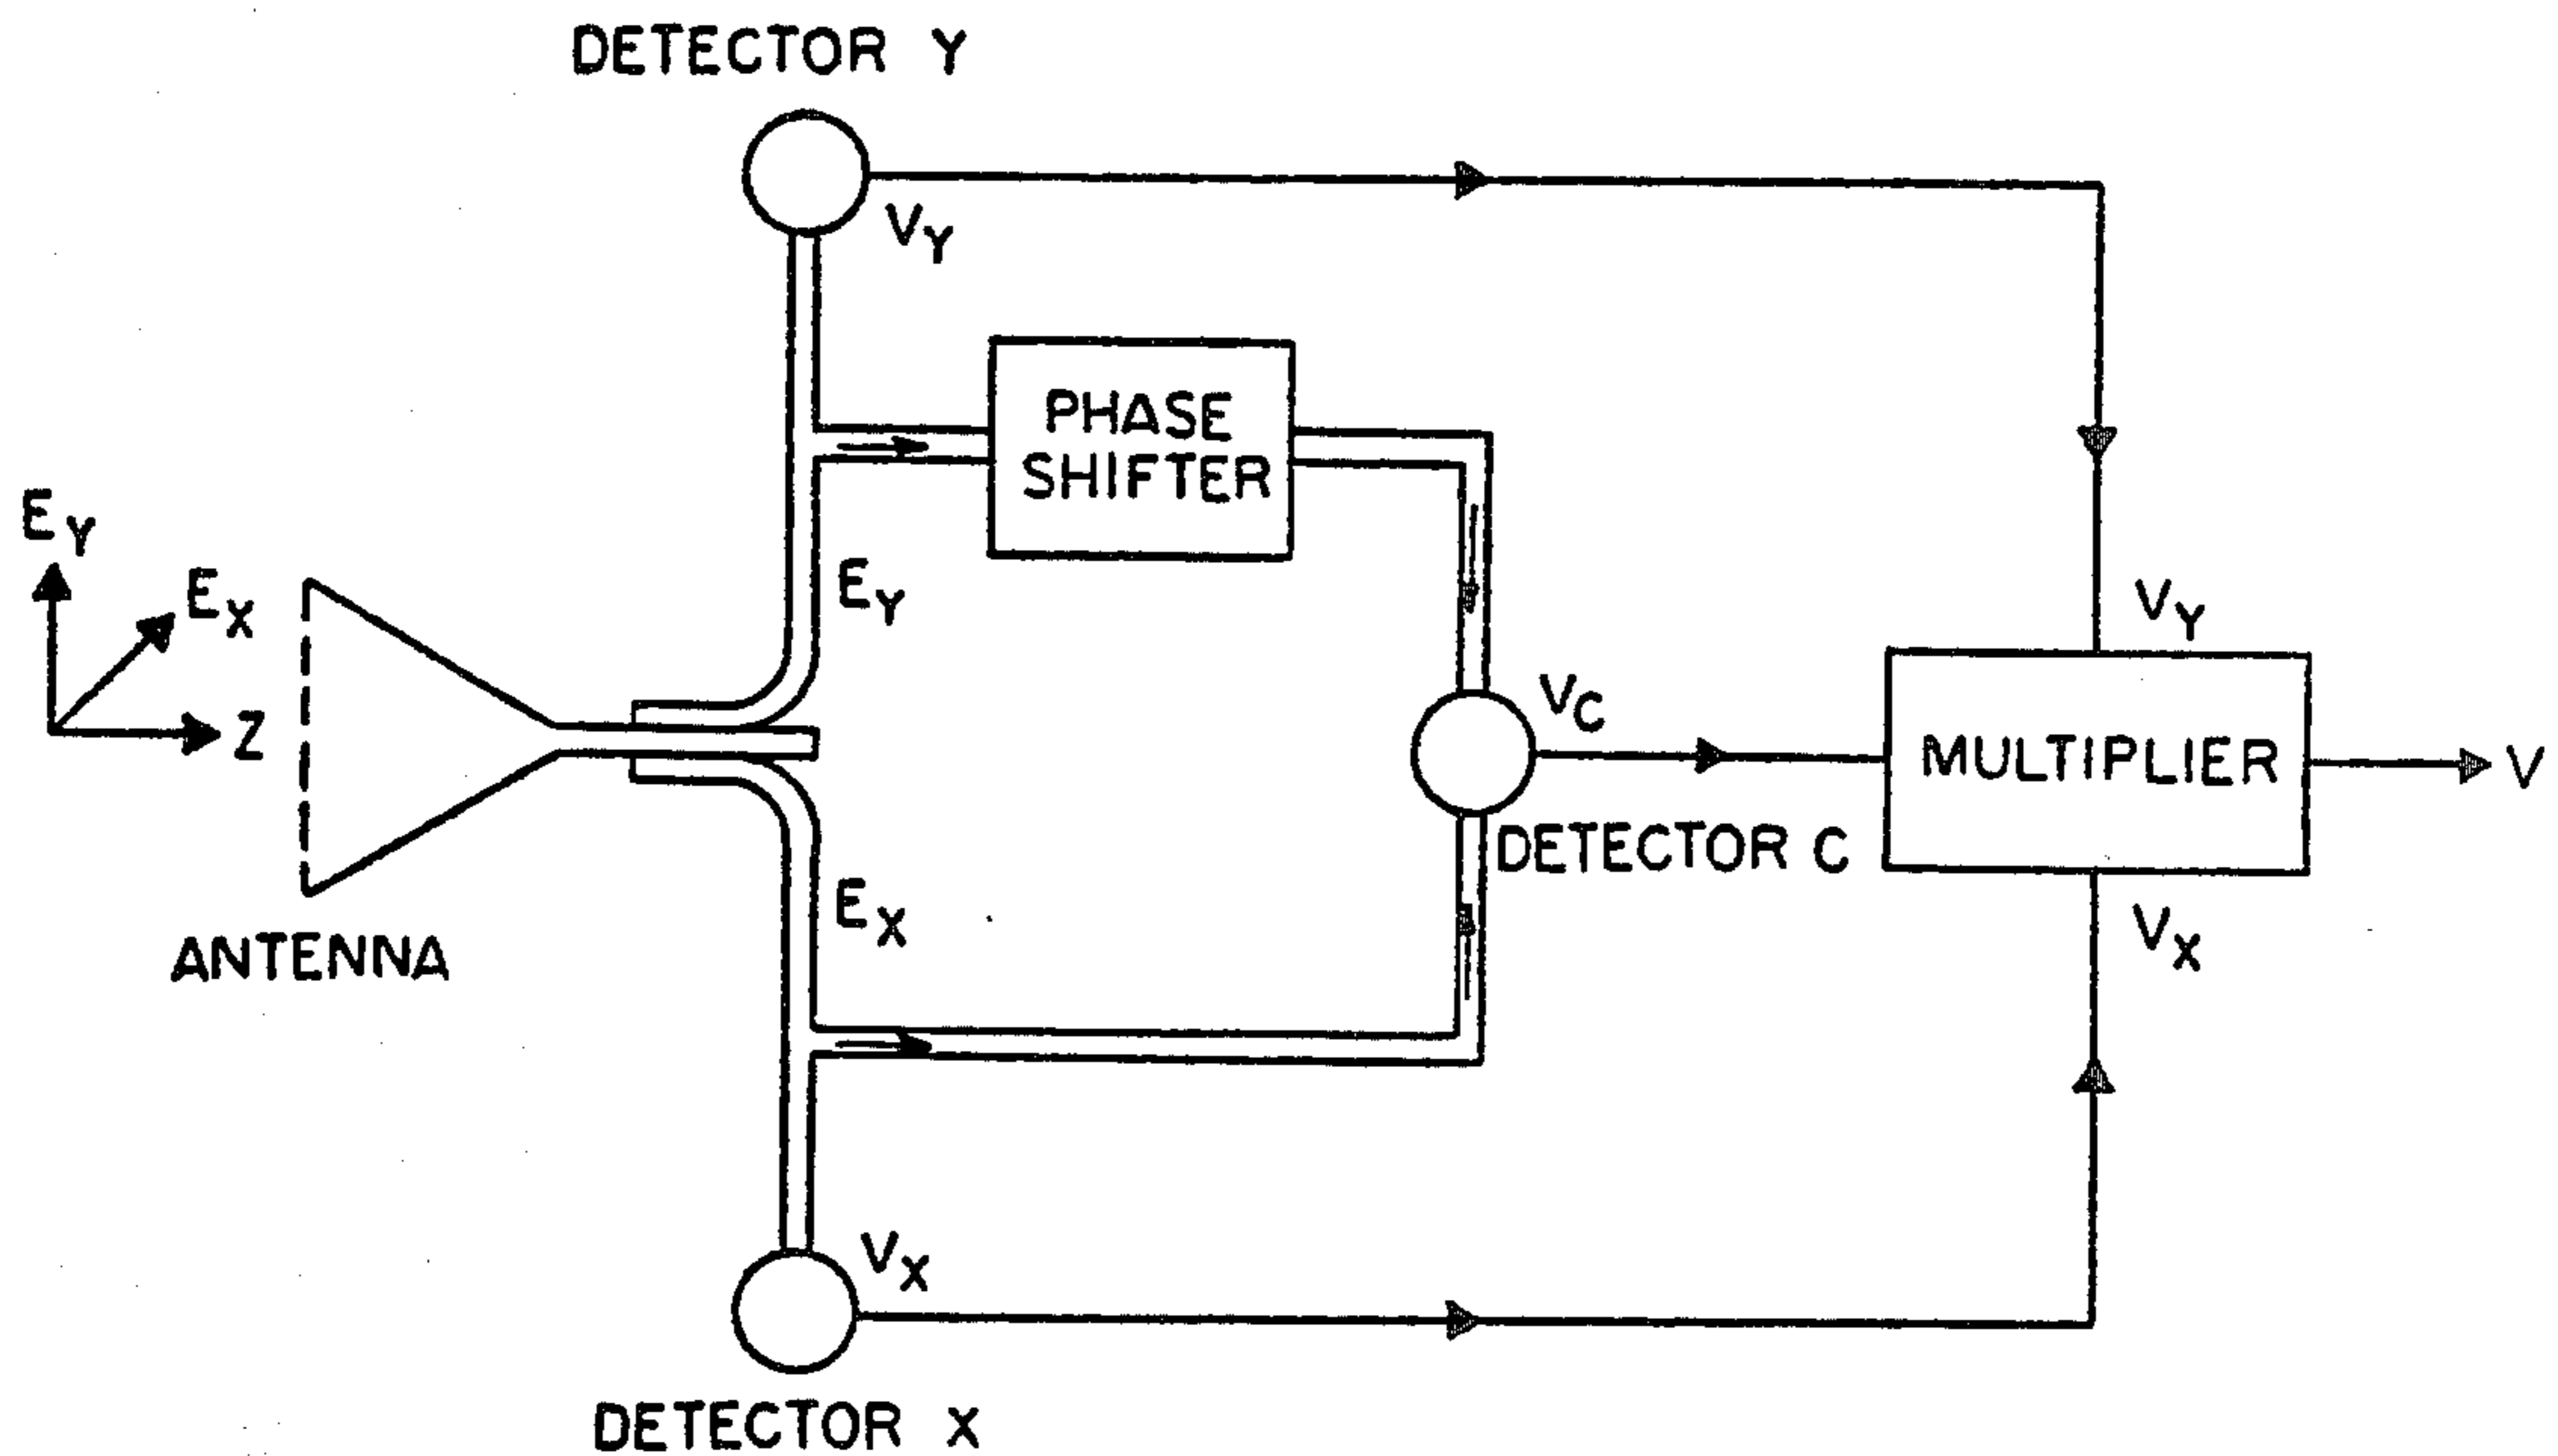 DETECTOR Y
VY
PHASE
SHIFTER
EY
EX
Z
EY
VY
VC
MULTIPLIER
V
DETECTOR C
EX
VX
ANTENNA
VX
DETECTOR X